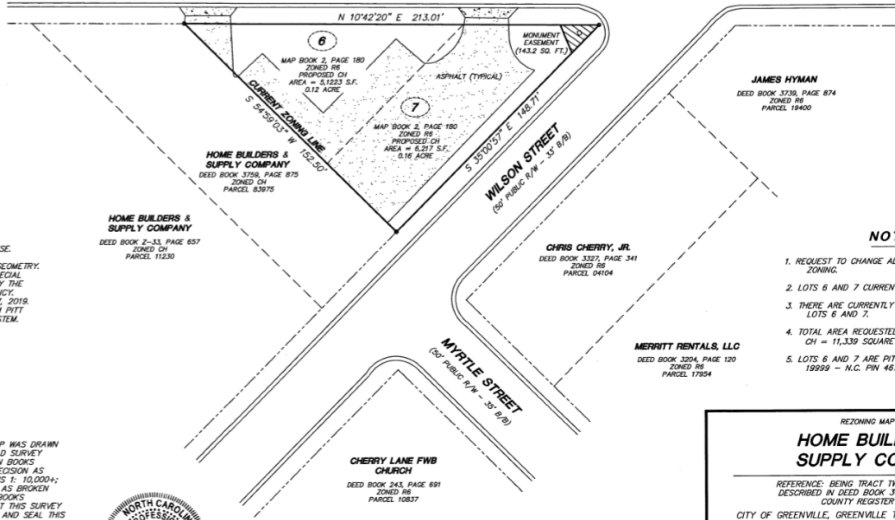 N 10°42'20" E 213.01'
6
MAP BOOK 2, PAGE 180
ZONED R6
PROPOSED CH
AREA = 5,1223 S.F.
0.12 ACRE
MONUMENT
EASEMENT
(143.2 SQ. FT.)
ASPHALT (TYPICAL)
7
MAP BOOK 2, PAGE 180
ZONED R6
PROPOSED CH
AREA = 6,217 S.F.
0.16 ACRE
CURRENT ZONING LINE
S 54°59'03" W 152.50'
S 35°00'57" E 148.71'
WILSON STREET
(50' PUBLIC R/W - 33' B/B)
JAMES HYMAN
DEED BOOK 3739, PAGE 874
ZONED R6
PARCEL 19400
HOME BUILDERS &
SUPPLY COMPANY
DEED BOOK 3759, PAGE 875
ZONED CH
PARCEL 83975
HOME BUILDERS &
SUPPLY COMPANY
DEED BOOK Z-33, PAGE 657
ZONED CH
PARCEL 11230
CHRIS CHERRY, JR.
DEED BOOK 3327, PAGE 341
ZONED R6
PARCEL 04104
MERRITT RENTALS, LLC
DEED BOOK 3204, PAGE 120
ZONED R6
PARCEL 17954
MYRTLE STREET
(50' PUBLIC R/W - 35' B/B)
CHERRY LANE FWB
CHURCH
DEED BOOK 243, PAGE 691
ZONED R6
PARCEL 10837
SE.
GEOMETRY.
ECIAL
Y THE
NCY.
, 2019.
PITT
STEM.
P WAS DRAWN
D SURVEY
BOOKS
ECISION AS
S 1: 10,000+;
AS BROKEN
BOOKS
T THIS SURVEY
AND SEAL THIS
NORTH CAROLIN
NOT
1. REQUEST TO CHANGE AL
ZONING.
2. LOTS 6 AND 7 CURREN
3. THERE ARE CURRENTLY
LOTS 6 AND 7.
4. TOTAL AREA REQUESTED
CH = 11,339 SQUARE
5. LOTS 6 AND 7 ARE PIT
19999 - N.C. PIN 46
REZONING MAP
HOME BUIL
SUPPLY CO
REFERENCE: BEING TRACT T
DESCRIBED IN DEED BOOK 3
COUNTY REGISTER
CITY OF GREENVILLE, GREENVILLE T